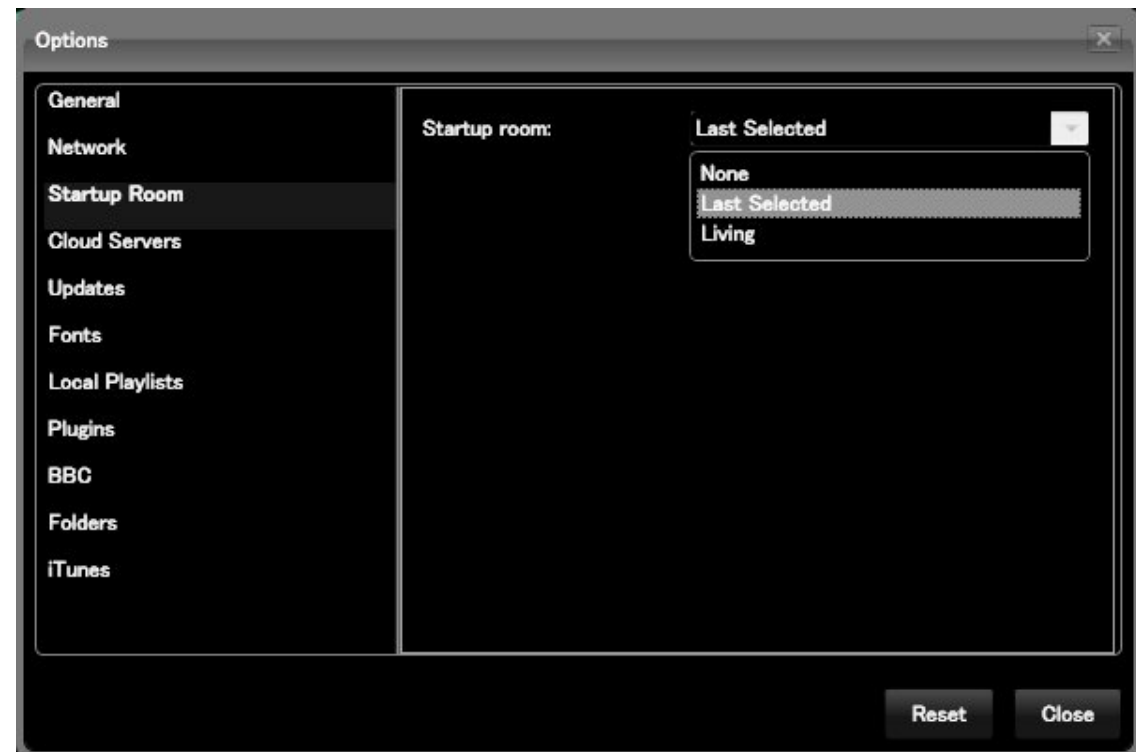 Options
General
Network
Startup Room
Cloud Servers
Updates
Fonts
Local Playlists
Plugins
BBC
Folders
iTunes
Startup room:
Last Selected
None
Last Selected
Living
Reset
Close